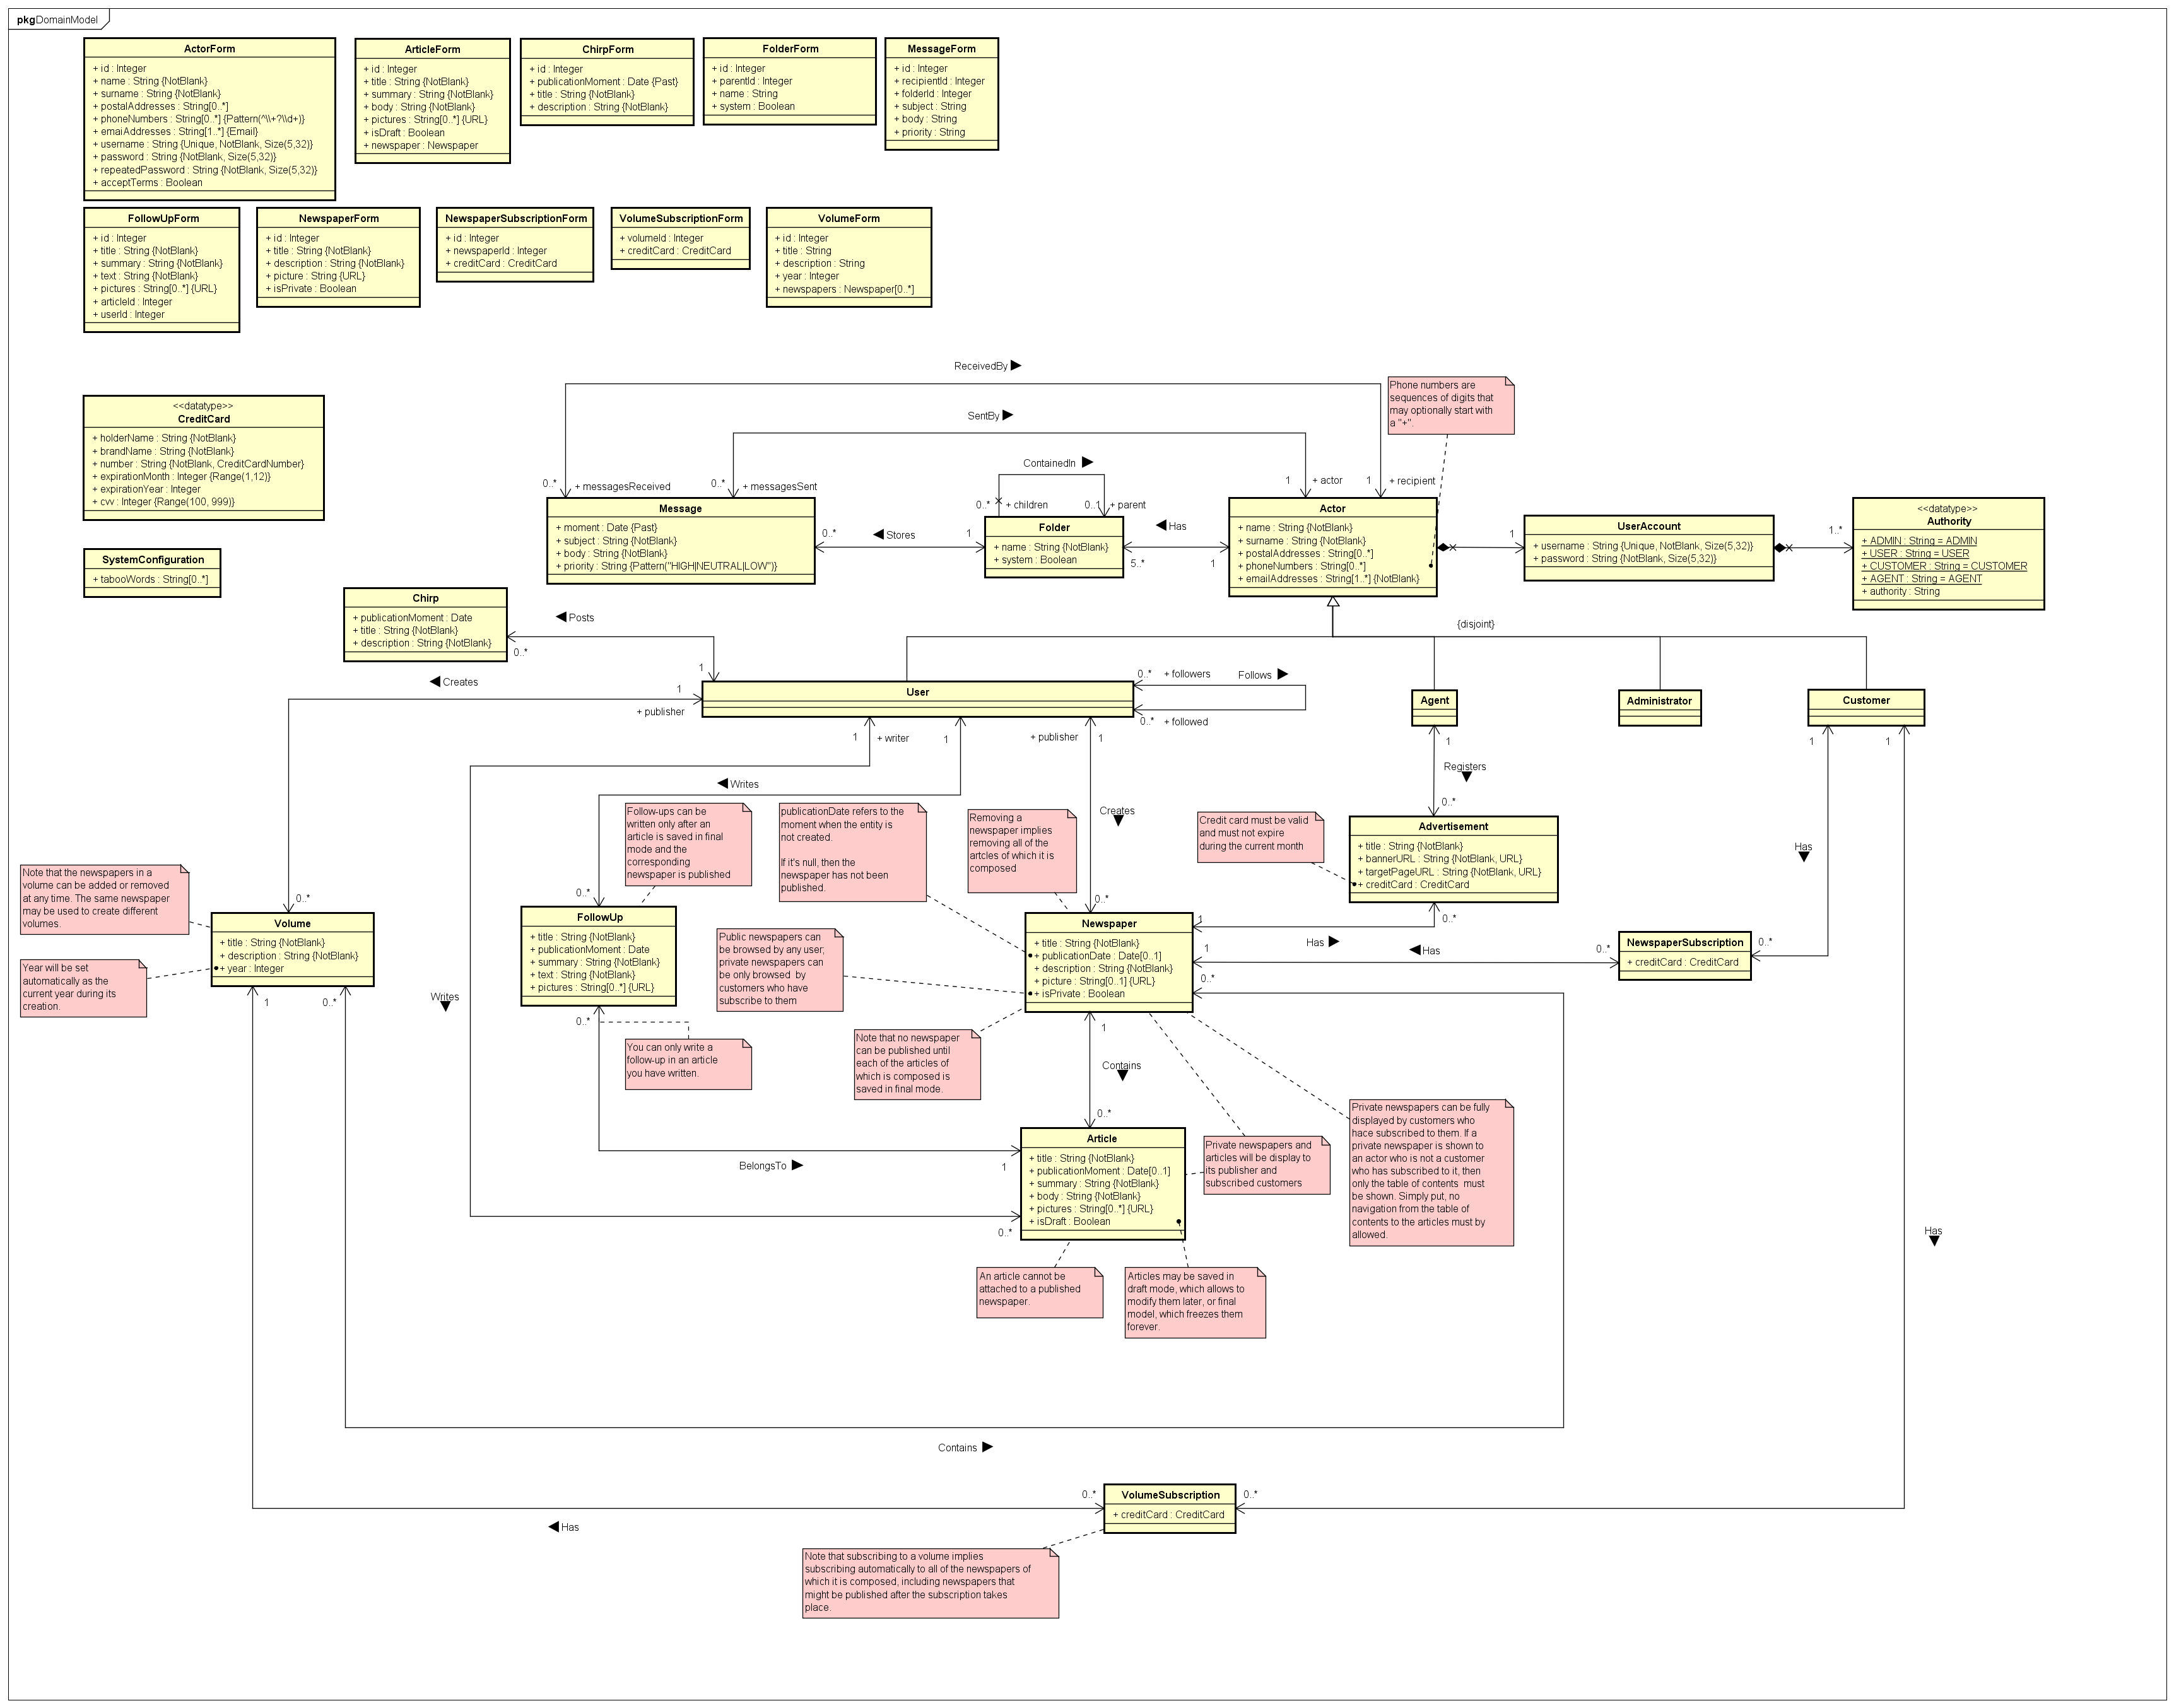 pkg DomainModel
ActorForm
+ id : Integer
+ name : String {NotBlank}
+ surname : String {NotBlank}
+ postalAddresses : String[0..*]
+ phoneNumbers : String[0..*] {Pattern(^\\+?\\d+)}
+ emaiAddresses : String[1..*] {Email}
+ username : String {Unique, NotBlank, Size(5,32)}
+ password : String {NotBlank, Size(5,32)}
+ repeatedPassword : String {NotBlank, Size(5,32)}
+ acceptTerms : Boolean
ArticleForm
+ id : Integer
+ title : String {NotBlank}
+ summary : String {NotBlank}
+ body : String {NotBlank}
+ pictures : String[0..*] {URL}
+ isDraft : Boolean
+ newspaper : Newspaper
ChirpForm
+ id : Integer
+ publicationMoment : Date {Past}
+ title : String {NotBlank}
+ description : String {NotBlank}
FolderForm
+ id : Integer
+ parentId : Integer
+ name : String
+ system : Boolean
MessageForm
+ id : Integer
+ recipientId : Integer
+ folderId : Integer
+ subject : String
+ body : String
+ priority : String
FollowUpForm
+ id : Integer
+ title : String {NotBlank}
+ summary : String {NotBlank}
+ text : String {NotBlank}
+ pictures : String[0..*] {URL}
+ articleId : Integer
+ userId : Integer
NewspaperForm
+ id : Integer
+ title : String {NotBlank}
+ description : String {NotBlank}
+ picture : String {URL}
+ isPrivate : Boolean
NewspaperSubscriptionForm
+ id : Integer
+ newspaperId : Integer
+ creditCard : CreditCard
VolumeSubscriptionForm
+ volumeId : Integer
+ creditCard : CreditCard
VolumeForm
+ id : Integer
+ title : String
+ description : String
+ year : Integer
+ newspapers : Newspaper[0..*]
<<datatype>>
CreditCard
+ holderName : String {NotBlank}
+ brandName : String {NotBlank}
+ number : String {NotBlank, CreditCardNumber}
+ expirationMonth : Integer {Range(1,12)}
+ expirationYear : Integer
+ cvv : Integer {Range(100, 999)}
SystemConfiguration
+ tabooWords : String[0..*]
ReceivedBy
SentBy
ContainedIn
Phone numbers are
sequences of digits that
may optionally start with
a "+".
0..*
+ messagesReceived
0..*
+ messagesSent
0..*
+ children
0..1
+ parent
1
+ actor
1
+ recipient
Message
+ moment : Date {Past}
+ subject : String {NotBlank}
+ body : String {NotBlank}
+ priority : String {Pattern("HIGH|NEUTRAL|LOW")}
0..*
Stores
1
Folder
+ name : String {NotBlank}
+ system : Boolean
Has
5..*
1
Actor
+ name : String {NotBlank}
+ surname : String {NotBlank}
+ postalAddresses : String[0..*]
+ phoneNumbers : String[0..*]
+ emailAddresses : String[1..*] {NotBlank}
1
UserAccount
+ username : String {Unique, NotBlank, Size(5,32)}
+ password : String {NotBlank, Size(5,32)}
1..*
<<datatype>>
Authority
+ ADMIN : String = ADMIN
+ USER : String = USER
+ CUSTOMER : String = CUSTOMER
+ AGENT : String = AGENT
+ authority : String
Chirp
+ publicationMoment : Date
+ title : String {NotBlank}
+ description : String {NotBlank}
Posts
0..*
1
{disjoint}
Creates
1
+ publisher
User
0..*
+ followers
Follows
0..*
+ followed
Agent
Administrator
Customer
1
+ writer
1
+ publisher
1
1
1
1
Writes
Registers
0..*
Creates
Has
Follow-ups can be
written only after an
article is saved in final
mode and the
corresponding
newspaper is published
publicationDate refers to the
moment when the entity is
not created.
If it's null, then the
newspaper has not been
published.
Removing a
newspaper implies
removing all of the
artcles of which it is
composed
Credit card must be valid
and must not expire
during the current month
Advertisement
+ title : String {NotBlank}
+ bannerURL : String {NotBlank, URL}
+ targetPageURL : String {NotBlank, URL}
+ creditCard : CreditCard
Note that the newspapers in a
volume can be added or removed
at any time. The same newspaper
may be used to create different
volumes.
Year will be set
automatically as the
current year during its
creation.
0..*
Volume
+ title : String {NotBlank}
+ description : String {NotBlank}
+ year : Integer
1
0..*
0..*
FollowUp
+ title : String {NotBlank}
+ publicationMoment : Date
+ summary : String {NotBlank}
+ text : String {NotBlank}
+ pictures : String[0..*] {URL}
0..*
Writes
You can only write a
follow-up in an article
you have written.
Public newspapers can
be browsed by any user;
private newspapers can
be only browsed by
customers who have
subscribe to them
0..*
Newspaper
+ title : String {NotBlank}
+ publicationDate : Date[0..1]
+ description : String {NotBlank}
+ picture : String[0..1] {URL}
+ isPrivate : Boolean
1
0..*
Has
1
Has
0..*
0..*
NewspaperSubscription
+ creditCard : CreditCard
0..*
1
Note that no newspaper
can be published until
each of the articles of
which is composed is
saved in final mode.
Contains
0..*
Article
+ title : String {NotBlank}
+ publicationMoment : Date[0..1]
+ summary : String {NotBlank}
+ body : String {NotBlank}
+ pictures : String[0..*] {URL}
+ isDraft : Boolean
BelongsTo
1
0..*
Private newspapers and
articles will be display to
its publisher and
subscribed customers
Private newspapers can be fully
displayed by customers who
hace subscribed to them. If a
private newspaper is shown to
an actor who is not a customer
who has subscribed to it, then
only the table of contents must
be shown. Simply put, no
navigation from the table of
contents to the articles must by
allowed.
Has
An article cannot be
attached to a published
newspaper.
Articles may be saved in
draft mode, which allows to
modify them later, or final
model, which freezes them
forever.
Contains
0..*
VolumeSubscription
+ creditCard : CreditCard
0..*
Has
Note that subscribing to a volume implies
subscribing automatically to all of the newspapers of
which it is composed, including newspapers that
might be published after the subscription takes
place.